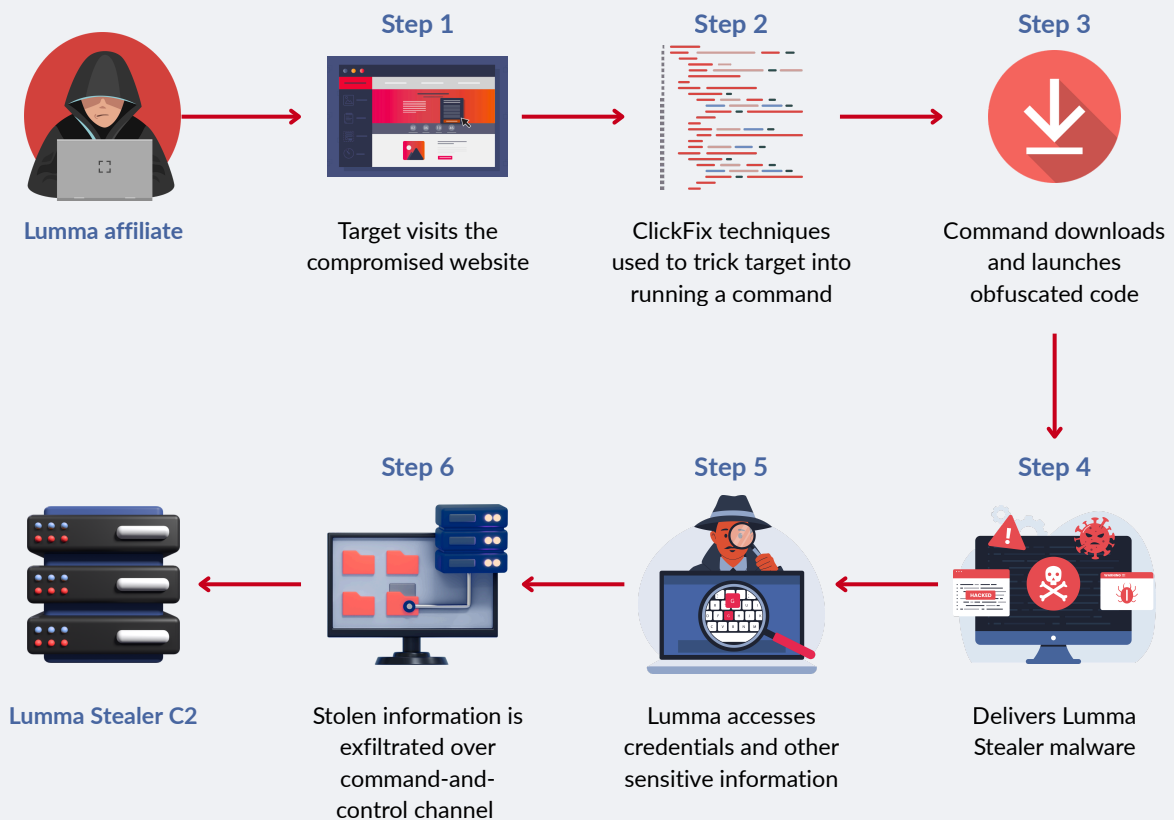 Step 1
Step 2
Step 3
Lumma affiliate
Target visits the
compromised website
ClickFix techniques
used to trick target into
running a command
Command downloads
and launches
obfuscated code
Step 6
Step 5
Step 4
HACKED
WARNING !!!
Lumma Stealer C2
Stolen information is
exfiltrated over
command-and-
control channel
Lumma accesses
credentials and other
sensitive information
Delivers Lumma
Stealer malware